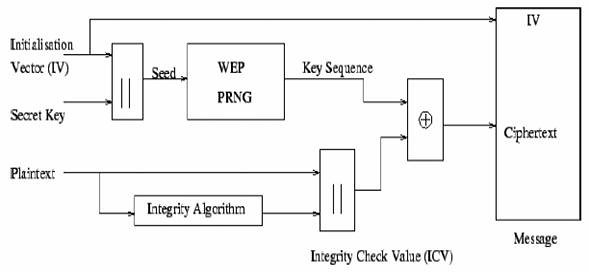 IV
Initialisation
Vector (IV)
Seed
WEP
PRNG
Key Sequence
||
Secret Key
⊕
Ciphertext
Plaintext
Integrity Algorithm
||
Integrity Check Value (ICV)
Message